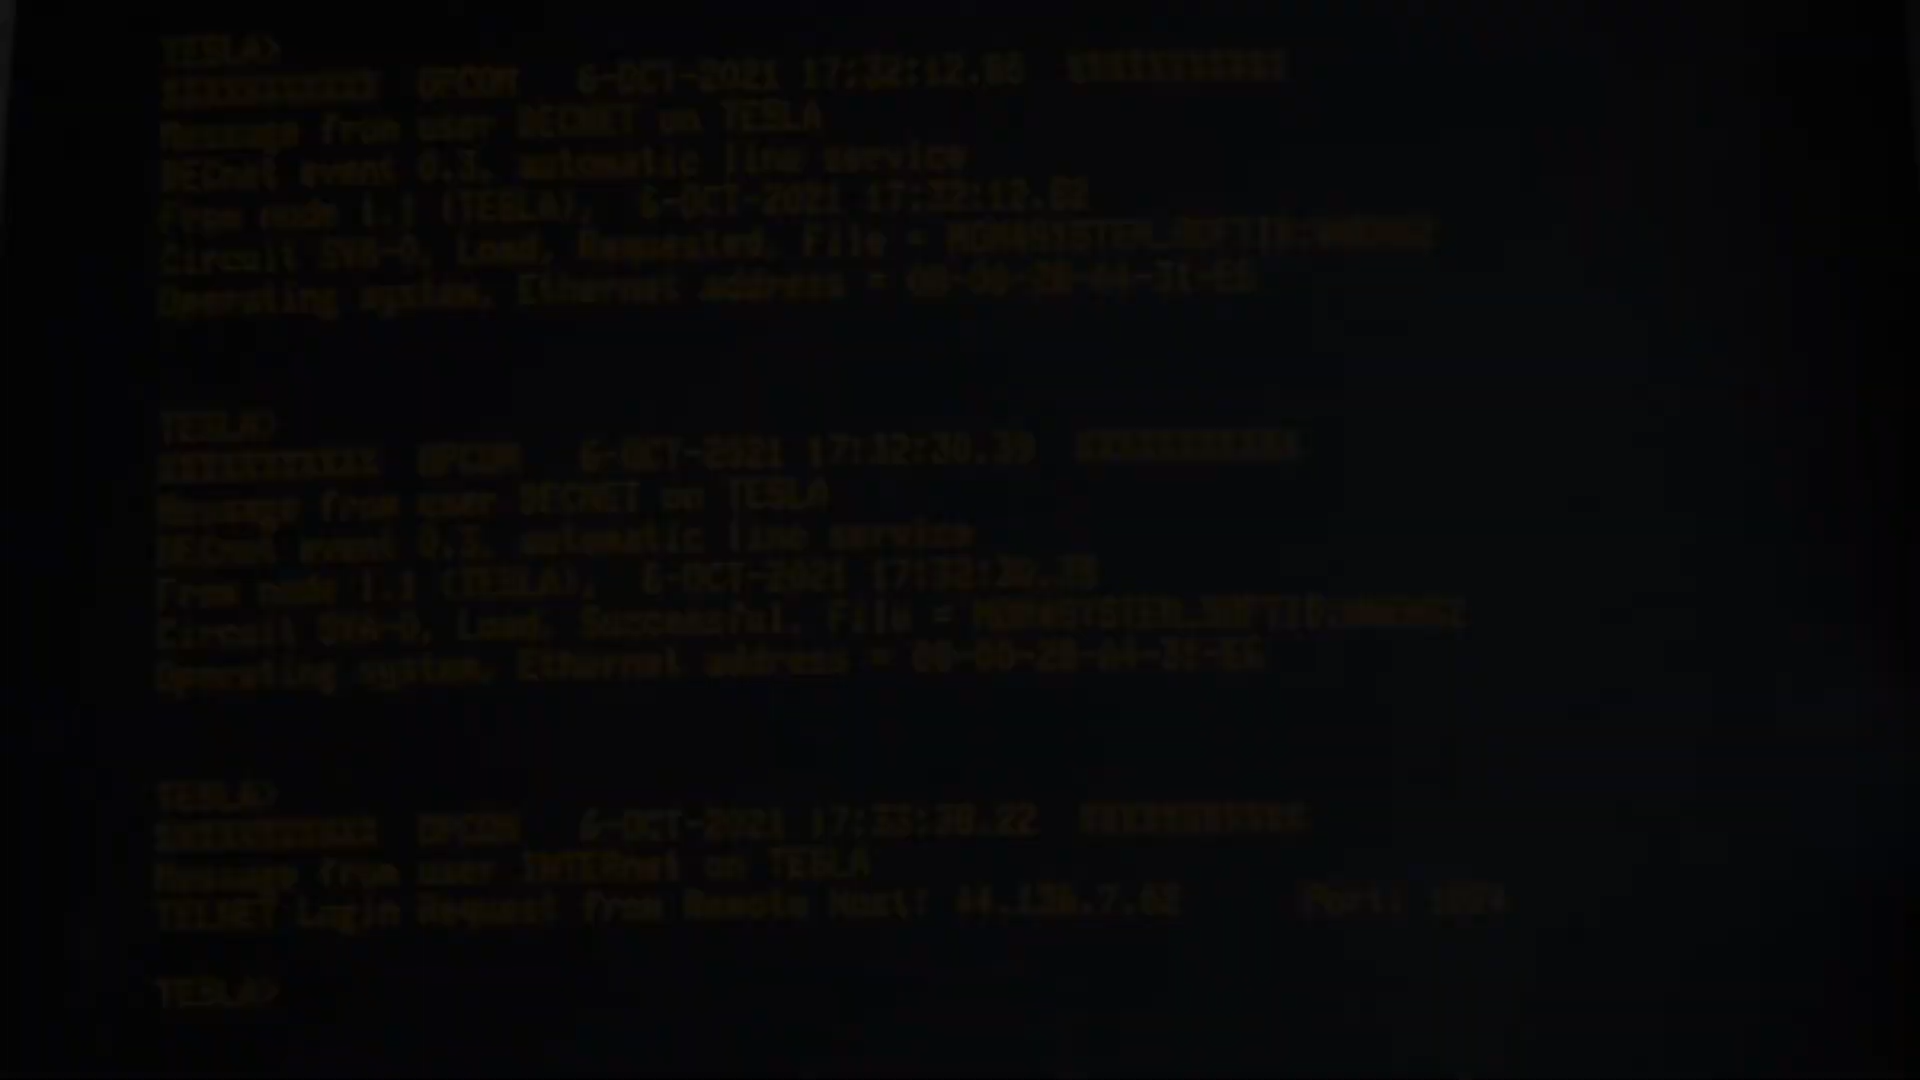 TESLA>
%%%%%%%%%%% OPCOM 6-OCT-2021 17:32:12.68 %%%%%%%%%%%
Message from user DECNET on TESLA
DECnet event 0.3, automatic line service
From node 1.1 (TESLA), 6-OCT-2021 17:32:12.68
Circuit SVA-0, Load, Requested, File =
Operating system, Ethernet address =
TESLA>
%%%%%%%%%%% OPCOM 6-OCT-2021 %%%%%%%%%%%
Message from user DECNET on TESLA
DECnet event 0.3, automatic line service
From node 1.1 (TESLA), 6-OCT-2021
Circuit SVA-0, Load, Successful, File =
Operating system, Ethernet address =
TESLA>
%%%%%%%%%%% OPCOM 6-OCT-2021 %%%%%%%%%%%
Message from user INTERnet on TESLA
TELNET Login Request from Remote Host: Port:
TESLA>